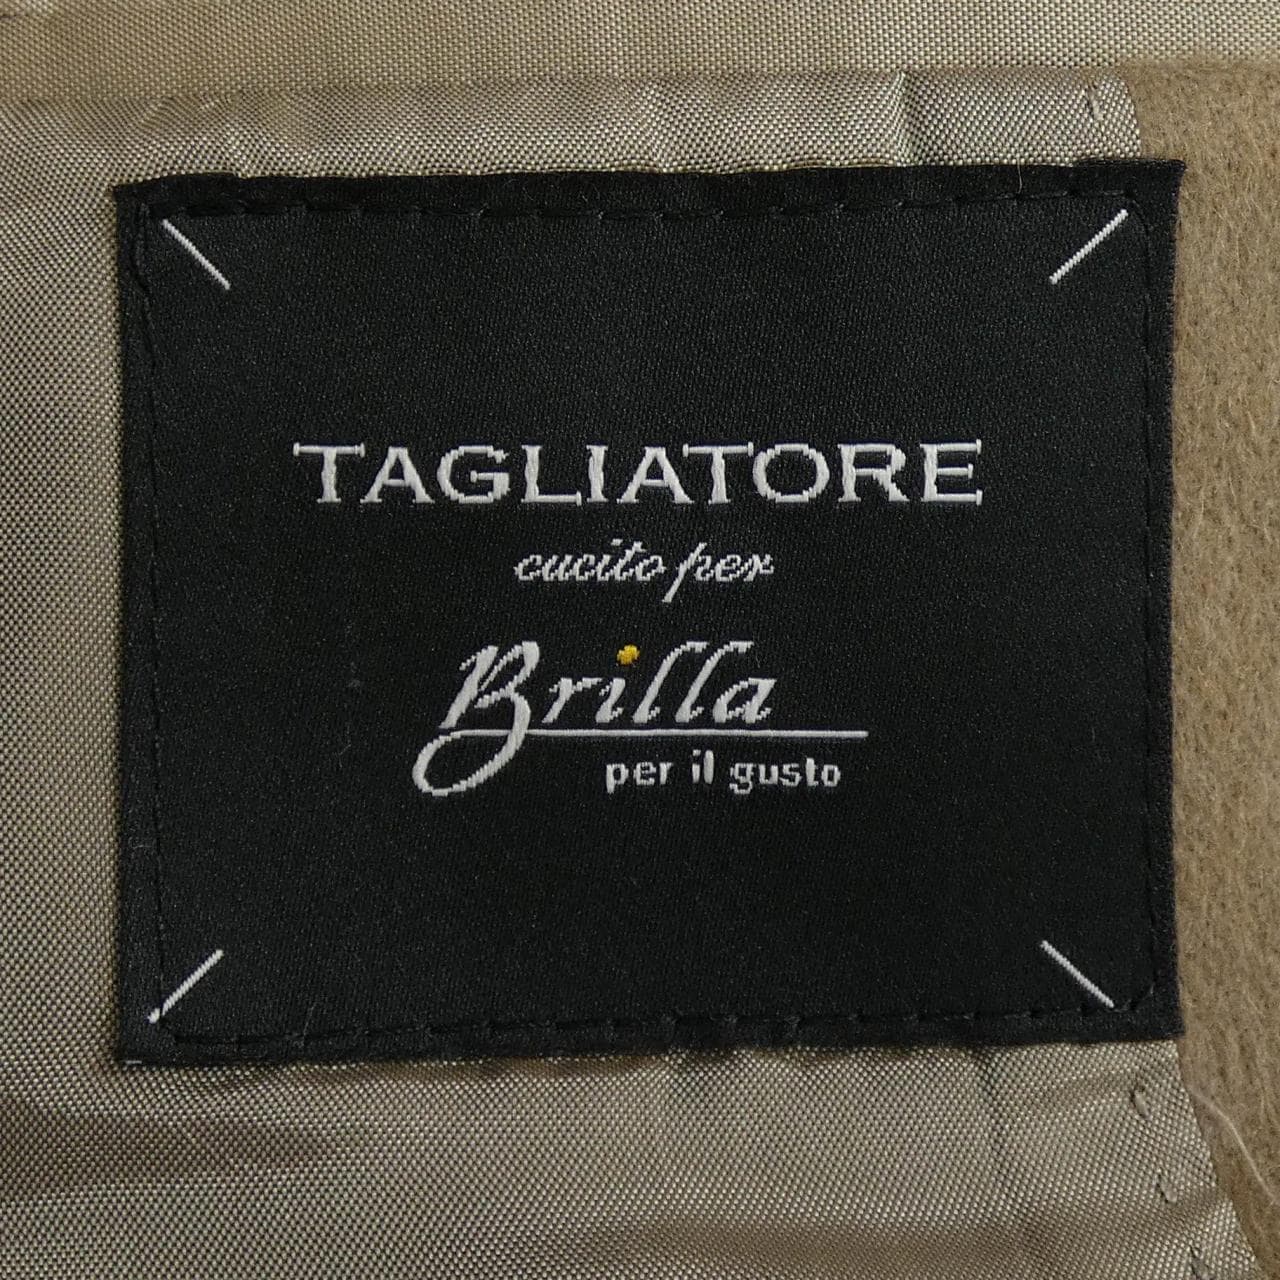 TAGLIATORE
cucito per
Brilla
per il gusto